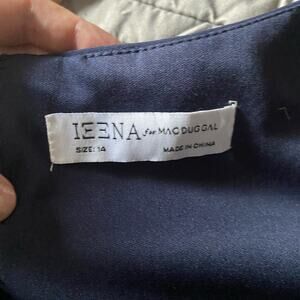 IEENA for MAC DUGGAL
SIZE: 14 MADE IN CHINA